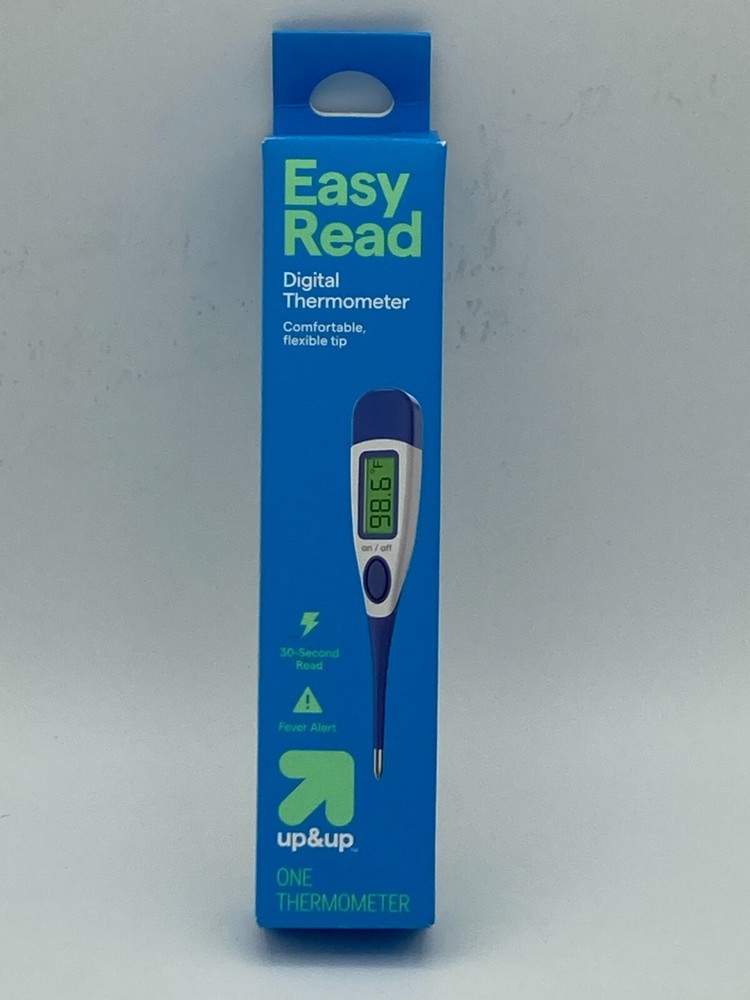 Easy
Read
Digital
Thermometer
Comfortable,
flexible tip
98.6 °F
on / off
30-Second
Read
Fever Alert
up&up™
ONE
THERMOMETER